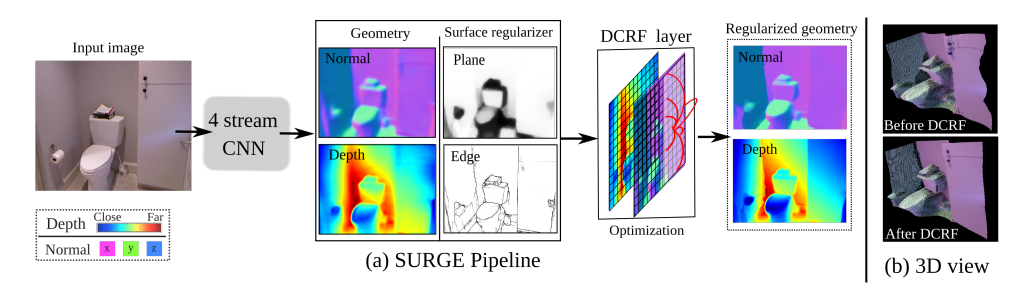 Input image
4 stream
CNN
Depth
Close
Far
Normal
x
y
z
Geometry
Surface regularizer
Normal
Plane
Depth
Edge
(a) SURGE Pipeline
DCRF layer
Optimization
Regularized geometry
Normal
Depth
Before DCRF
After DCRF
(b) 3D view